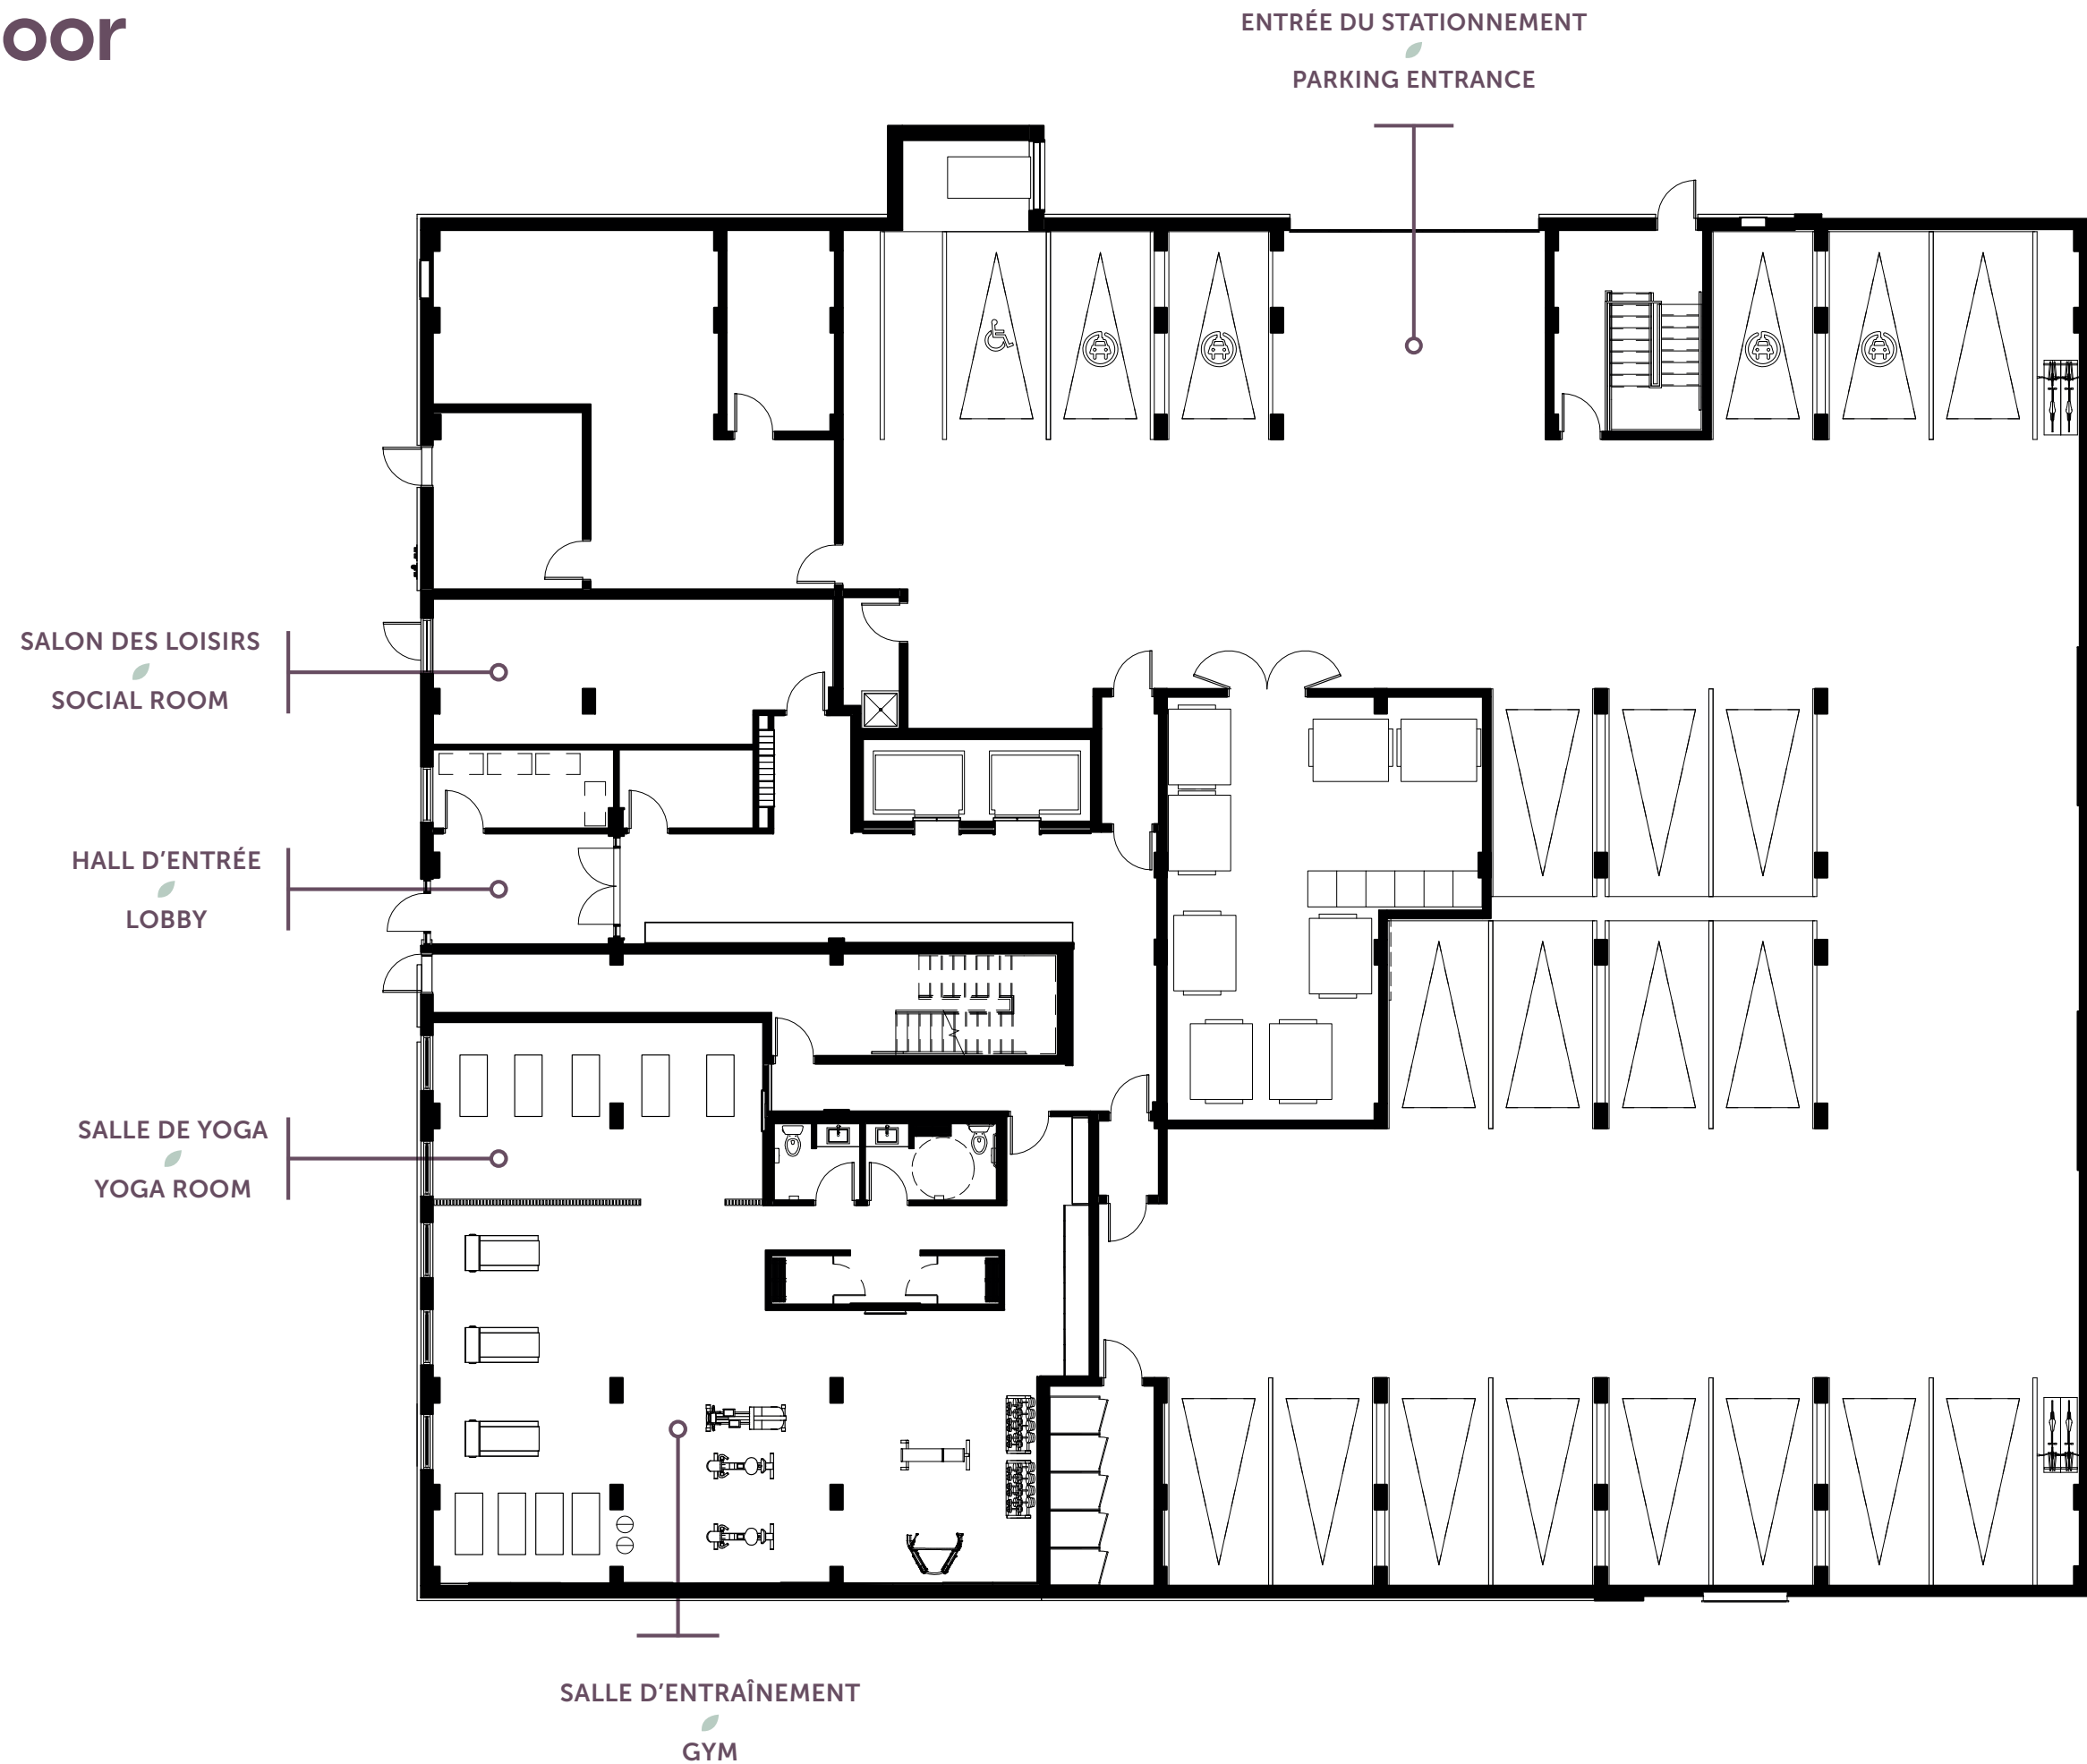 oor
ENTRÉE DU STATIONNEMENT
PARKING ENTRANCE
SALON DES LOISIRS
SOCIAL ROOM
HALL D’ENTRÉE
LOBBY
SALLE DE YOGA
YOGA ROOM
SALLE D’ENTRAÎNEMENT
GYM